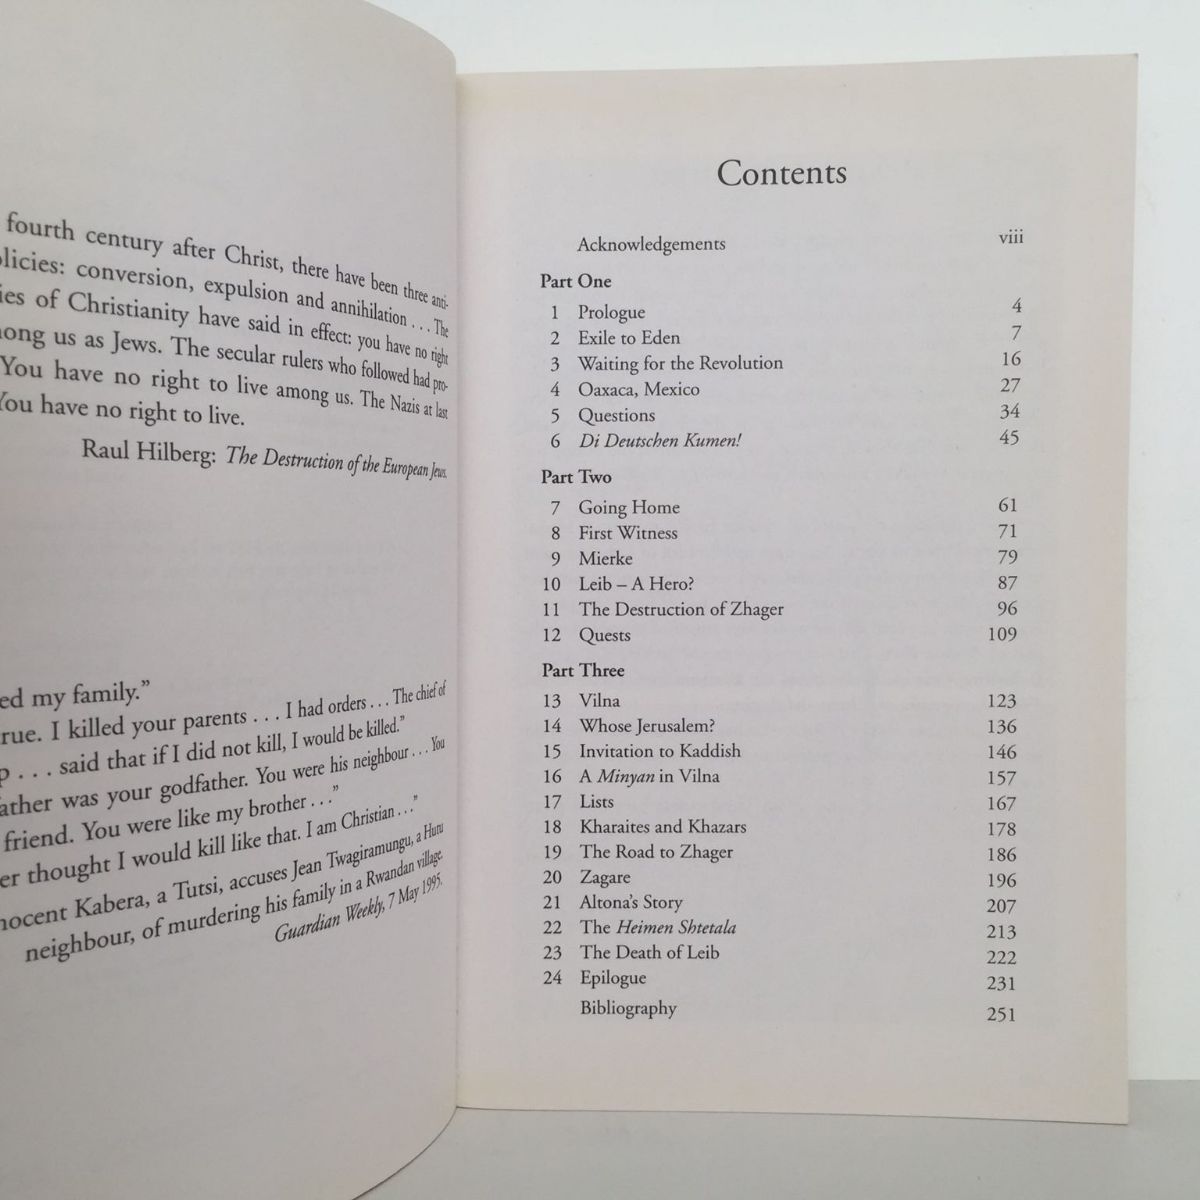 fourth century after Christ, there have been three anti-
licies: conversion, expulsion and annihilation . . . The
ies of Christianity have said in effect: you have no right
ong us as Jews. The secular rulers who followed had pro-
You have no right to live among us. The Nazis at last
You have no right to live.
Raul Hilberg: The Destruction of the European Jews.
ed my family.”
rue. I killed your parents . . . I had orders . . . The chief of
p . . . said that if I did not kill, I would be killed.”
ather was your godfather. You were his neighbour . . . You
friend. You were like my brother . . .”
er thought I would kill like that. I am Christian . . .”
nocent Kabera, a Tutsi, accuses Jean Twagiramungu, a Hutu
neighbour, of murdering his family in a Rwandan village.
Guardian Weekly, 7 May 1995.
Contents
Acknowledgements viii
Part One
1 Prologue 4
2 Exile to Eden 7
3 Waiting for the Revolution 16
4 Oaxaca, Mexico 27
5 Questions 34
6 Di Deutschen Kumen! 45
Part Two
7 Going Home 61
8 First Witness 71
9 Mierke 79
10 Leib – A Hero? 87
11 The Destruction of Zhager 96
12 Quests 109
Part Three
13 Vilna 123
14 Whose Jerusalem? 136
15 Invitation to Kaddish 146
16 A Minyan in Vilna 157
17 Lists 167
18 Kharaites and Khazars 178
19 The Road to Zhager 186
20 Zagare 196
21 Altona's Story 207
22 The Heimen Shtetala 213
23 The Death of Leib 222
24 Epilogue 231
Bibliography 251